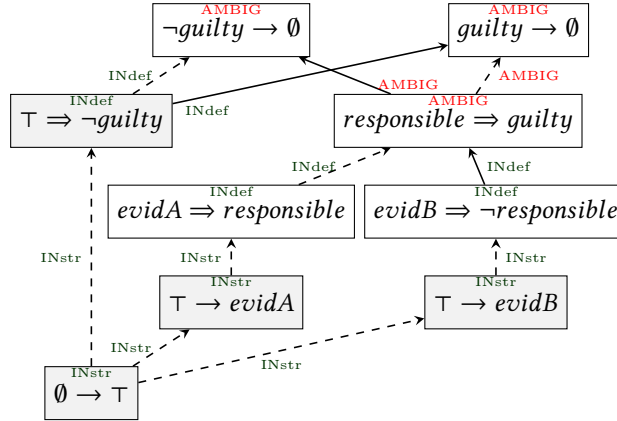 AMBIG
¬guilty → ∅
AMBIG
guilty → ∅
INdef
AMBIG
AMBIG
INdef
⊤ ⇒ ¬guilty
INdef
AMBIG
responsible ⇒ guilty
INdef
INdef
INdef
evidA ⇒ responsible
INdef
evidB ⇒ ¬responsible
INstr
INstr
INstr
INstr
⊤ → evidA
INstr
⊤ → evidB
INstr
INstr
INstr
∅ → ⊤